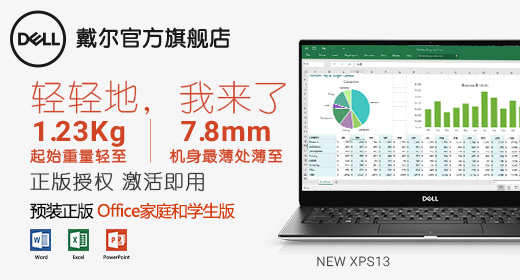 DELL 戴尔官方旗舰店
轻轻地，我来了
1.23Kg 7.8mm
起始重量轻至 机身最薄处薄至
正版授权 激活即用
预装正版 Office家庭和学生版
Word Excel PowerPoint
DELL
NEW XPS13